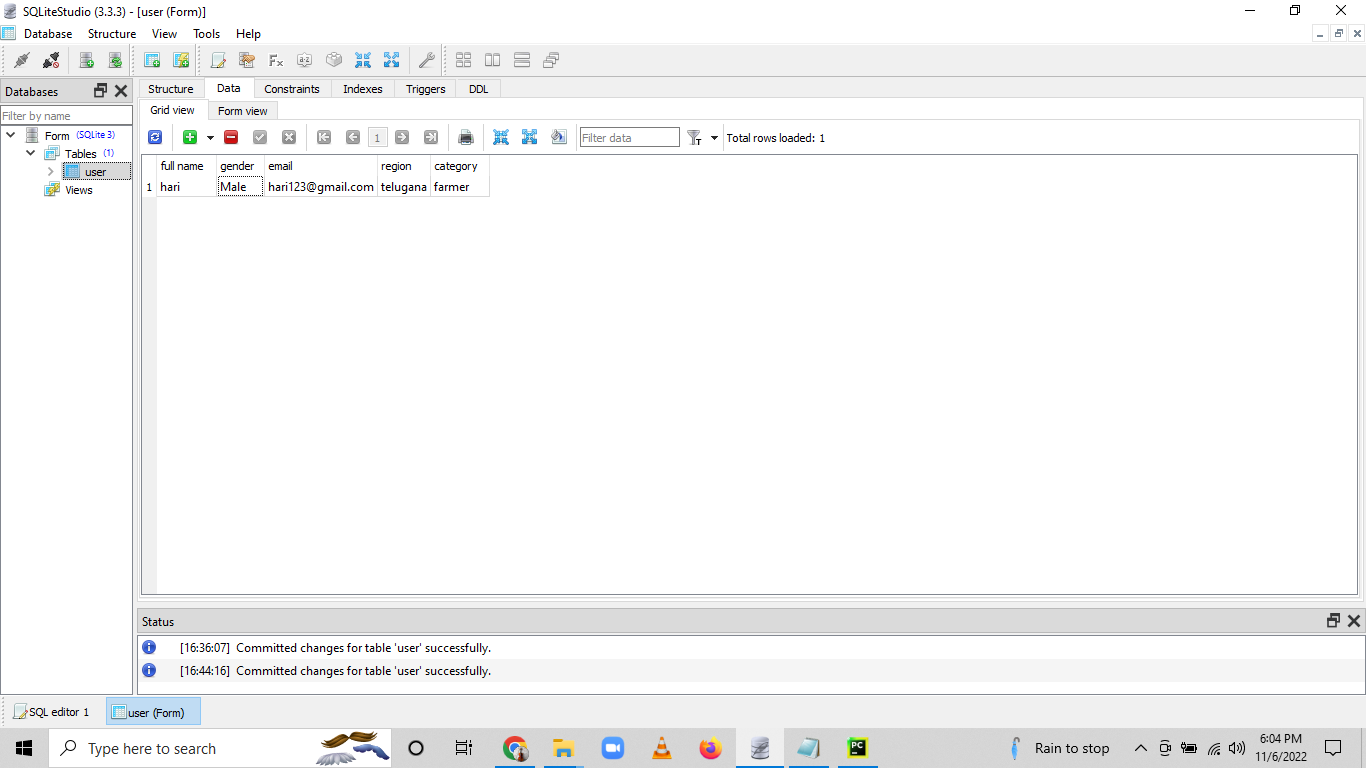 SQLiteStudio (3.3.3) - [user (Form)]
Database Structure View Tools Help
Databases
Filter by name
Form (SQLite 3)
Tables (1)
user
Views
Structure Data Constraints Indexes Triggers DDL
Grid view Form view
1 Filter data T Total rows loaded: 1
full name gender email region category
1 hari Male hari123@gmail.com telugana farmer
Status
[16:36:07] Committed changes for table 'user' successfully.
[16:44:16] Committed changes for table 'user' successfully.
SQL editor 1 user (Form)
Type here to search PC Rain to stop 6:04 PM
11/6/2022